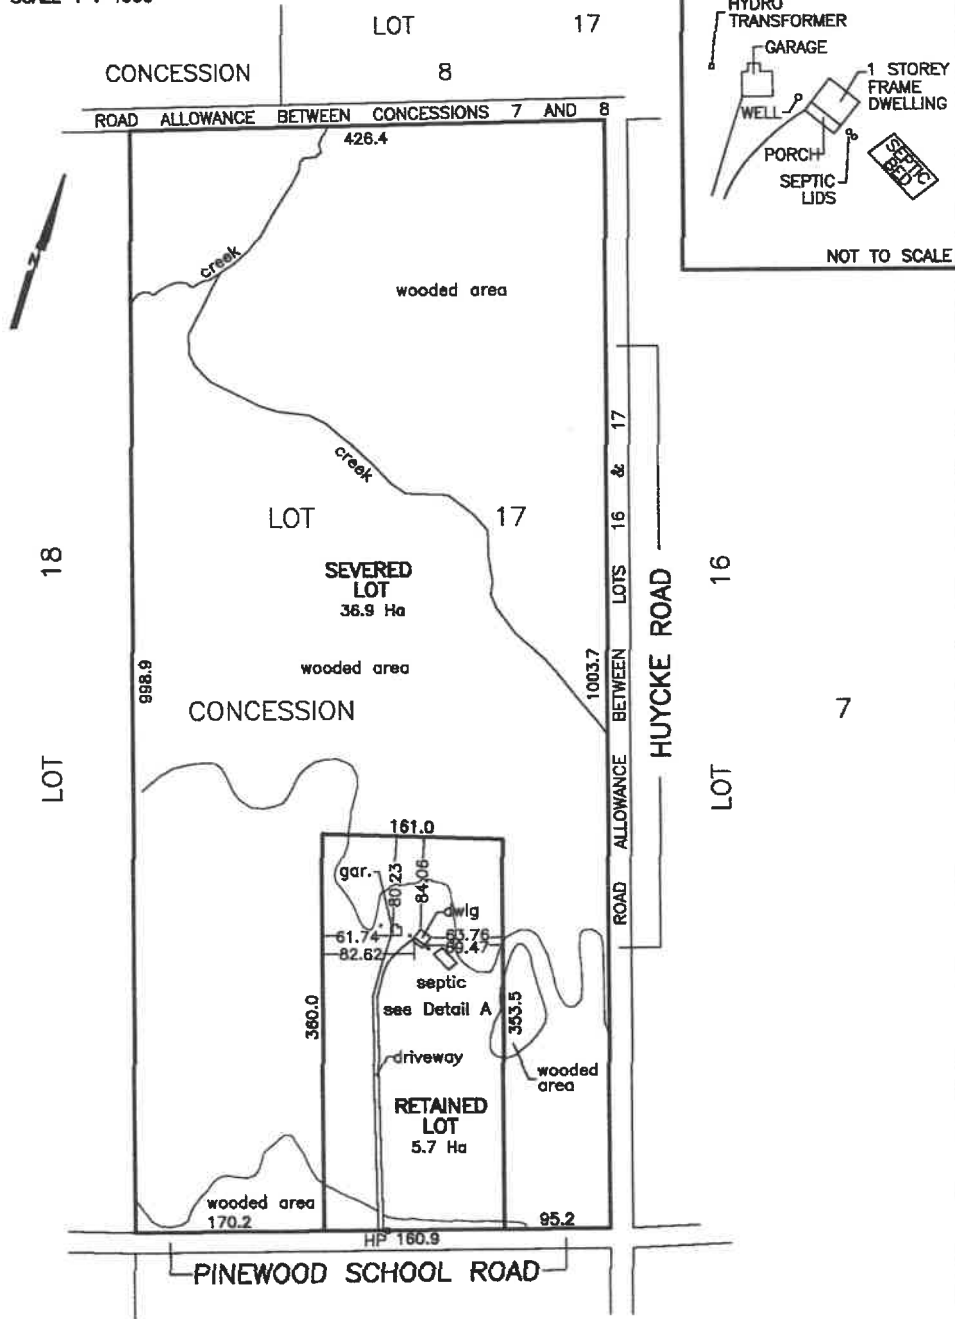 LOT 17
CONCESSION 8
ROAD ALLOWANCE BETWEEN CONCESSIONS 7 AND 8
426.4
HYDRO
TRANSFORMER
GARAGE
1 STOREY
FRAME
DWELLING
WELL
PORCH
SEPTIC
BED
SEPTIC
LIDS
NOT TO SCALE
N
creek
wooded area
creek
LOT 17
SEVERED
LOT
36.9 Ha
wooded area
CONCESSION
7
LOT 18
998.9
1003.7
ROAD ALLOWANCE BETWEEN LOTS 16 & 17
HUYCKE ROAD
LOT 16
161.0
gar.
80.23
84.06
dwlg
61.74
63.76
82.62
septic
see Detail A
360.0
353.5
driveway
wooded
area
RETAINED
LOT
5.7 Ha
wooded area
170.2
95.2
HP 160.9
PINEWOOD SCHOOL ROAD